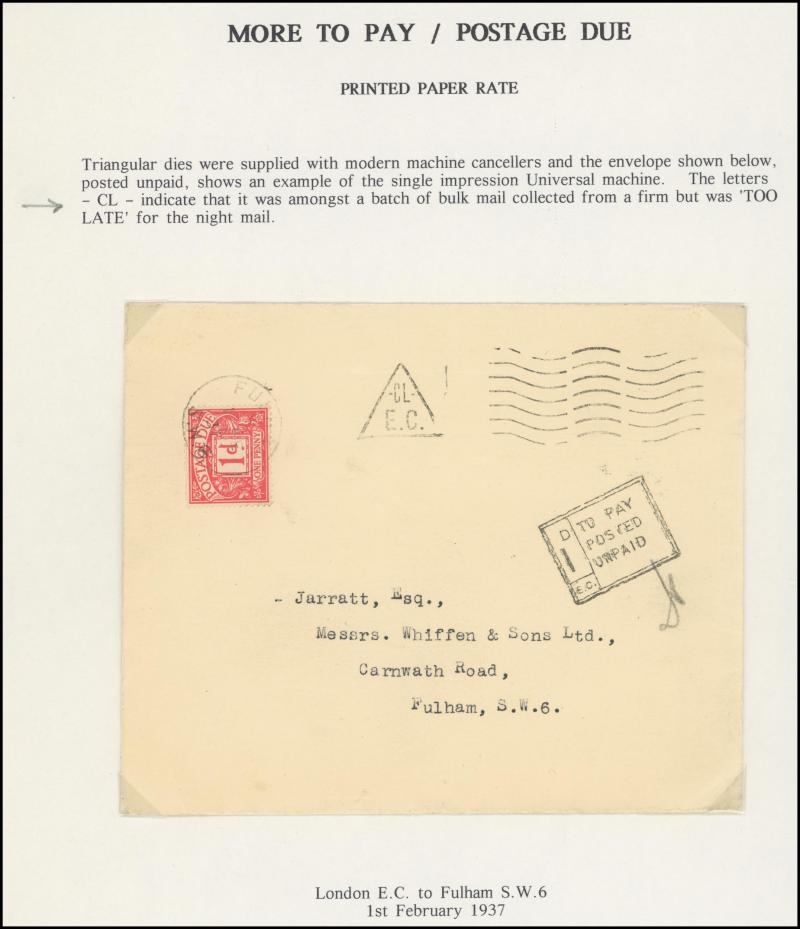 MORE TO PAY / POSTAGE DUE
PRINTED PAPER RATE
Triangular dies were supplied with modern machine cancellers and the envelope shown below,
posted unpaid, shows an example of the single impression Universal machine. The letters
- CL - indicate that it was amongst a batch of bulk mail collected from a firm but was 'TOO
LATE' for the night mail.
-CL-
E.C.
FU
POSTAGE DUE
1D
ONE PENNY
D
1
E.C.
TO PAY
POSTED
UNPAID
- Jarratt, Esq.,
Messrs. Whiffen & Sons Ltd.,
Carnwath Road,
Fulham, S.W.6.
London E.C. to Fulham S.W.6
1st February 1937